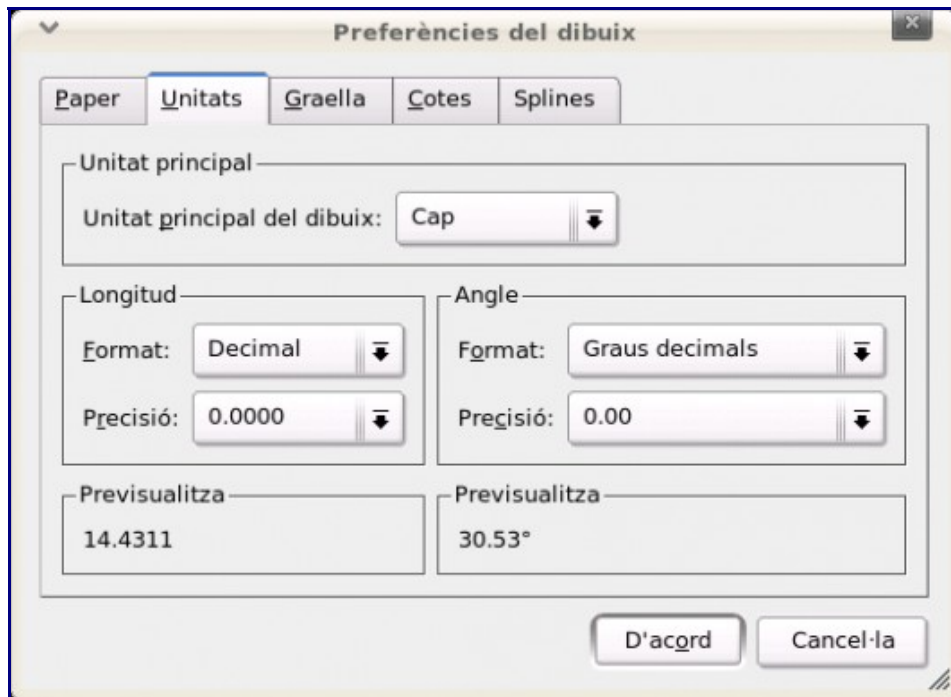 Preferències del dibuix
Paper Unitats Graella Cotes Splines
Unitat principal
Unitat principal del dibuix: Cap
Longitud
Format: Decimal
Precisió: 0.0000
Angle
Format: Graus decimals
Precisió: 0.00
Previsualitza
14.4311
Previsualitza
30.53°
D'acord Cancel·la